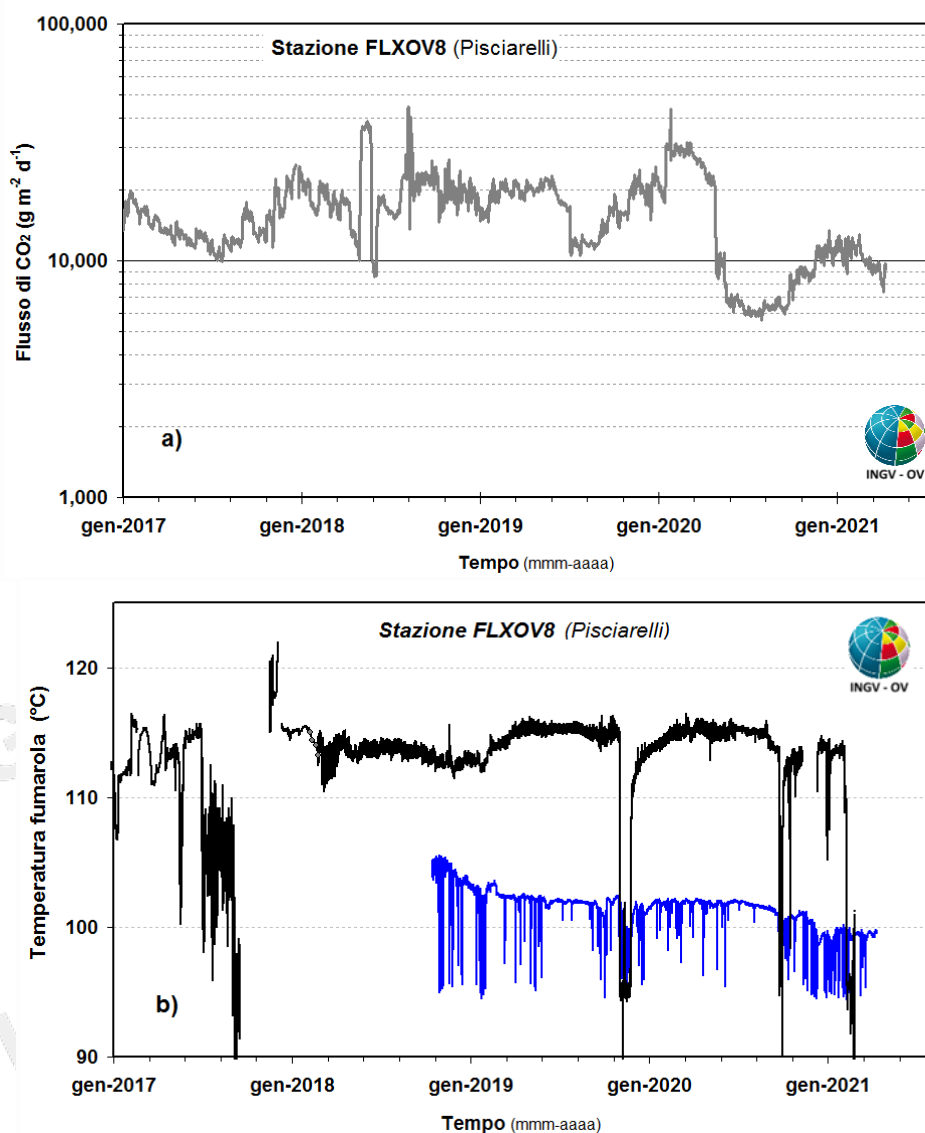 100,000
Stazione FLXOV8 (Pisciarelli)
Flusso di CO₂ (g m⁻² d⁻¹)
10,000
a)
INGV - OV
1,000
gen-2017 gen-2018 gen-2019 gen-2020 gen-2021
Tempo (mmm-aaaa)
Stazione FLXOV8 (Pisciarelli)
INGV - OV
Temperatura fumarola (°C)
120
110
100
b)
90
gen-2017 gen-2018 gen-2019 gen-2020 gen-2021
Tempo (mmm-aaaa)